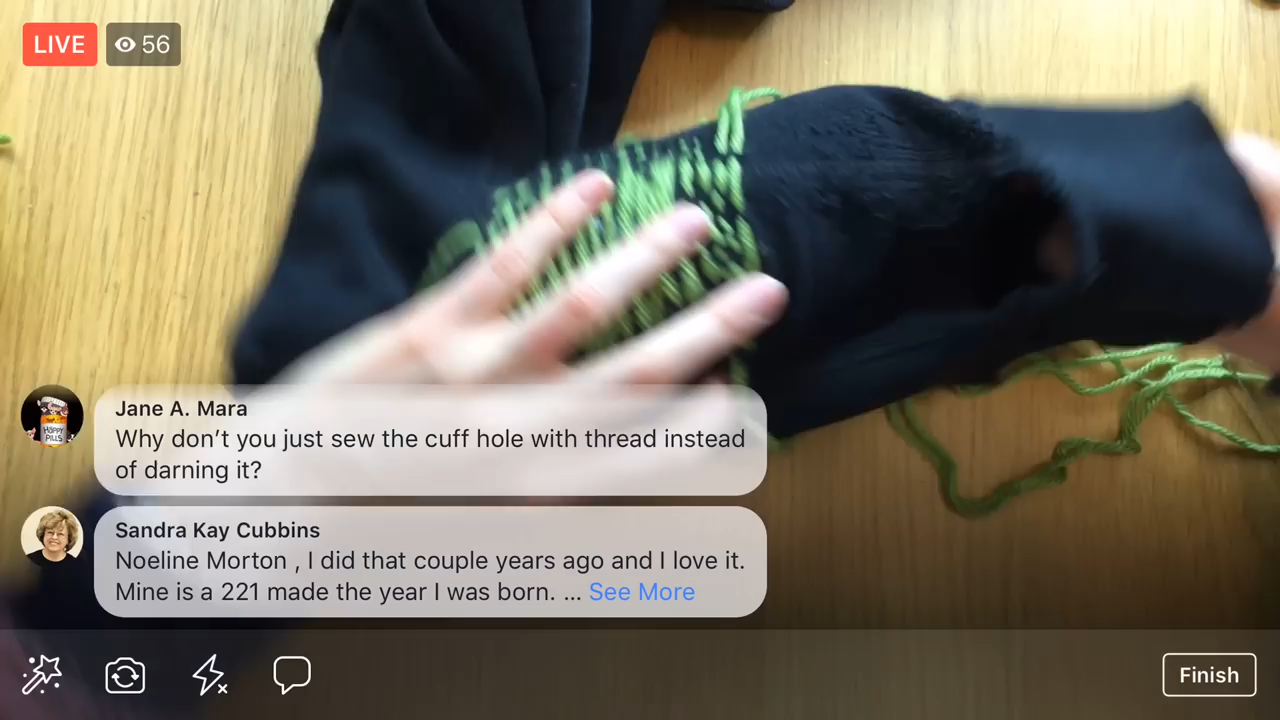 LIVE
56
Jane A. Mara
Why don’t you just sew the cuff hole with thread instead
of darning it?
HAPPY
PILLS
Sandra Kay Cubbins
Noeline Morton , I did that couple years ago and I love it.
Mine is a 221 made the year I was born. ... See More
Finish